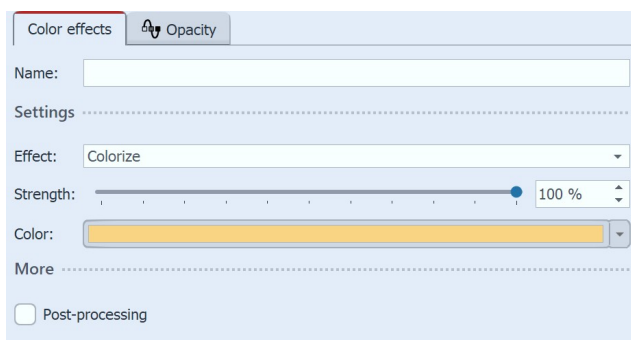 Color effects Opacity
Name:
Settings
Effect: Colorize
Strength: 100 %
Color:
More
Post-processing